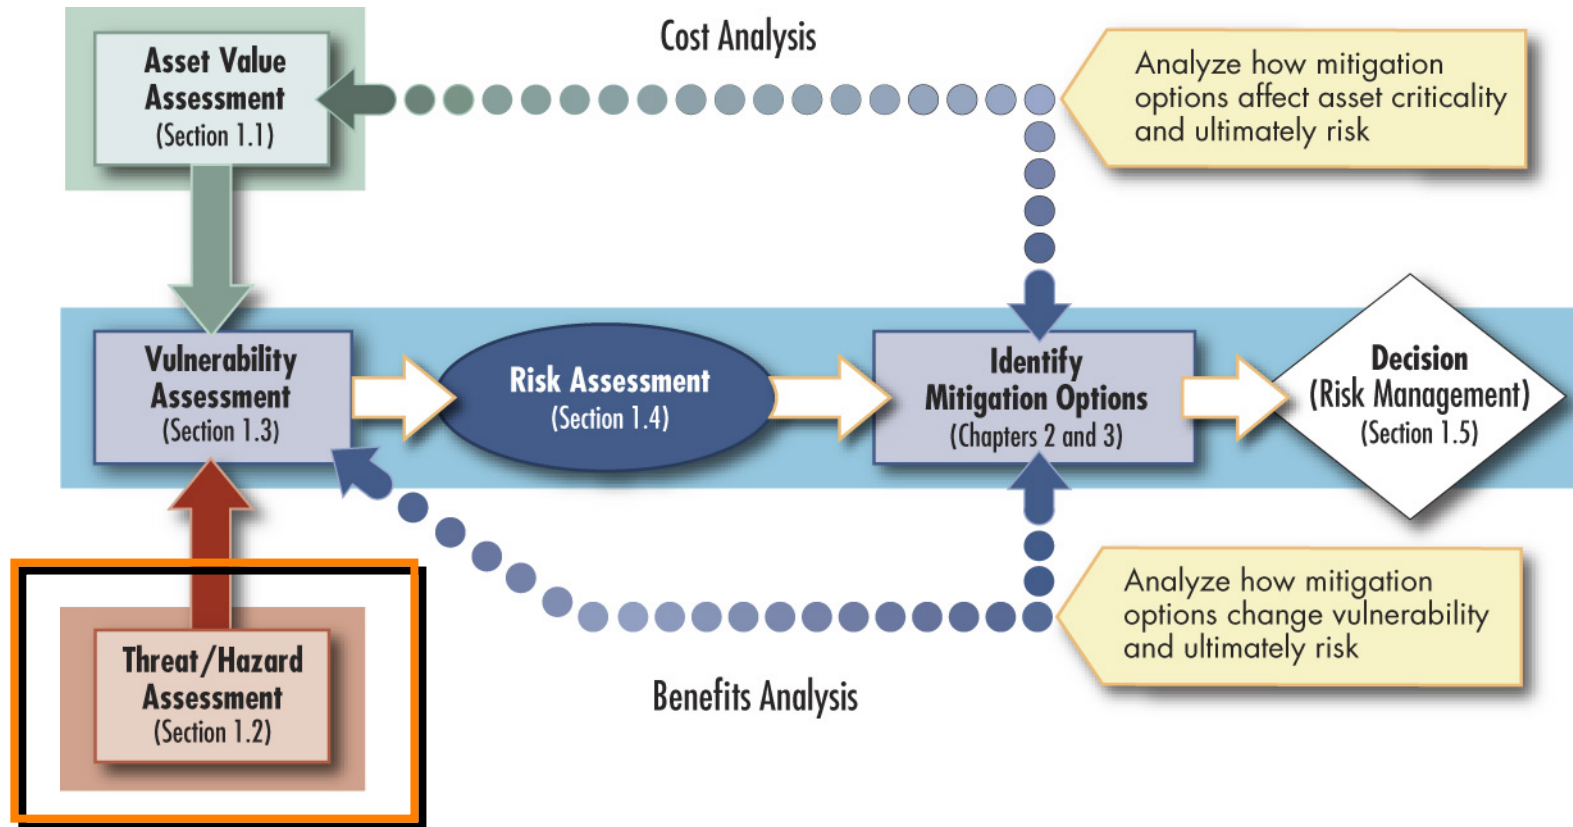 Cost Analysis
Asset Value
Assessment
(Section 1.1)
Analyze how mitigation
options affect asset criticality
and ultimately risk
Vulnerability
Assessment
(Section 1.3)
Risk Assessment
(Section 1.4)
Identify
Mitigation Options
(Chapters 2 and 3)
Decision
(Risk Management)
(Section 1.5)
Threat/Hazard
Assessment
(Section 1.2)
Analyze how mitigation
options change vulnerability
and ultimately risk
Benefits Analysis